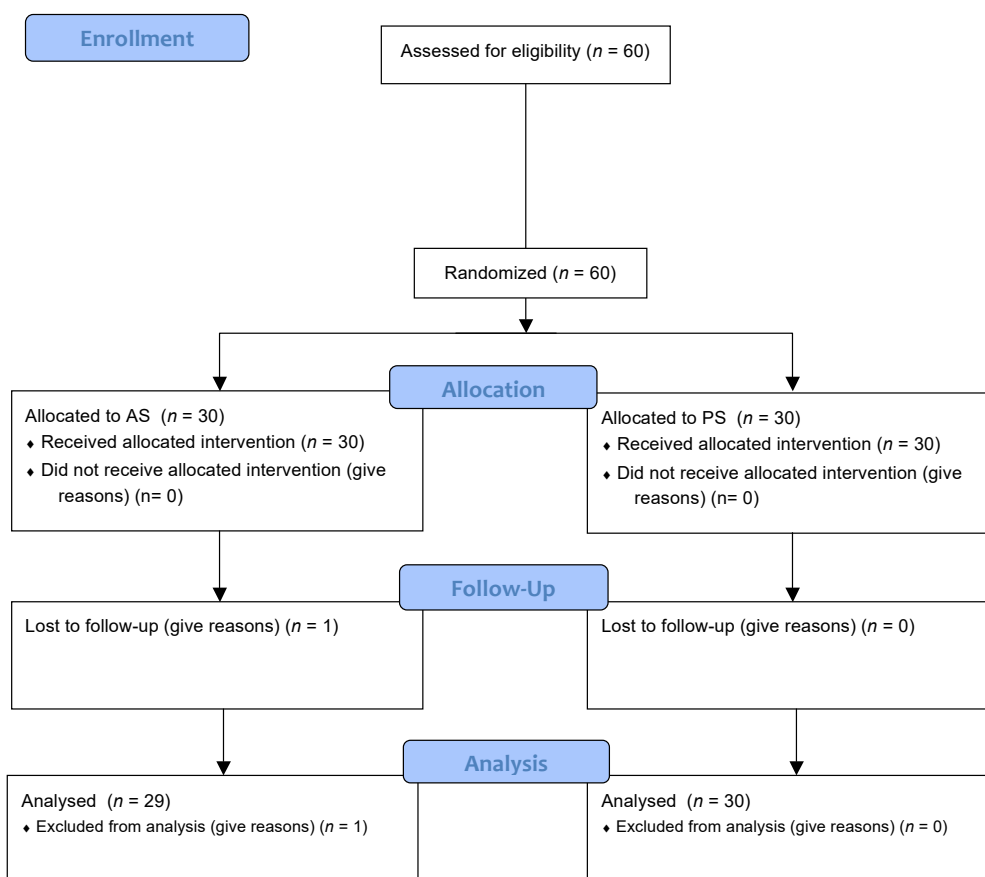 Enrollment
Assessed for eligibility (n = 60)
Randomized (n = 60)
Allocation
Allocated to AS (n = 30)
♦ Received allocated intervention (n = 30)
♦ Did not receive allocated intervention (give
reasons) (n= 0)
Allocated to PS (n = 30)
♦ Received allocated intervention (n = 30)
♦ Did not receive allocated intervention (give
reasons) (n= 0)
Follow-Up
Lost to follow-up (give reasons) (n = 1)
Lost to follow-up (give reasons) (n = 0)
Analysis
Analysed (n = 29)
♦ Excluded from analysis (give reasons) (n = 1)
Analysed (n = 30)
♦ Excluded from analysis (give reasons) (n = 0)